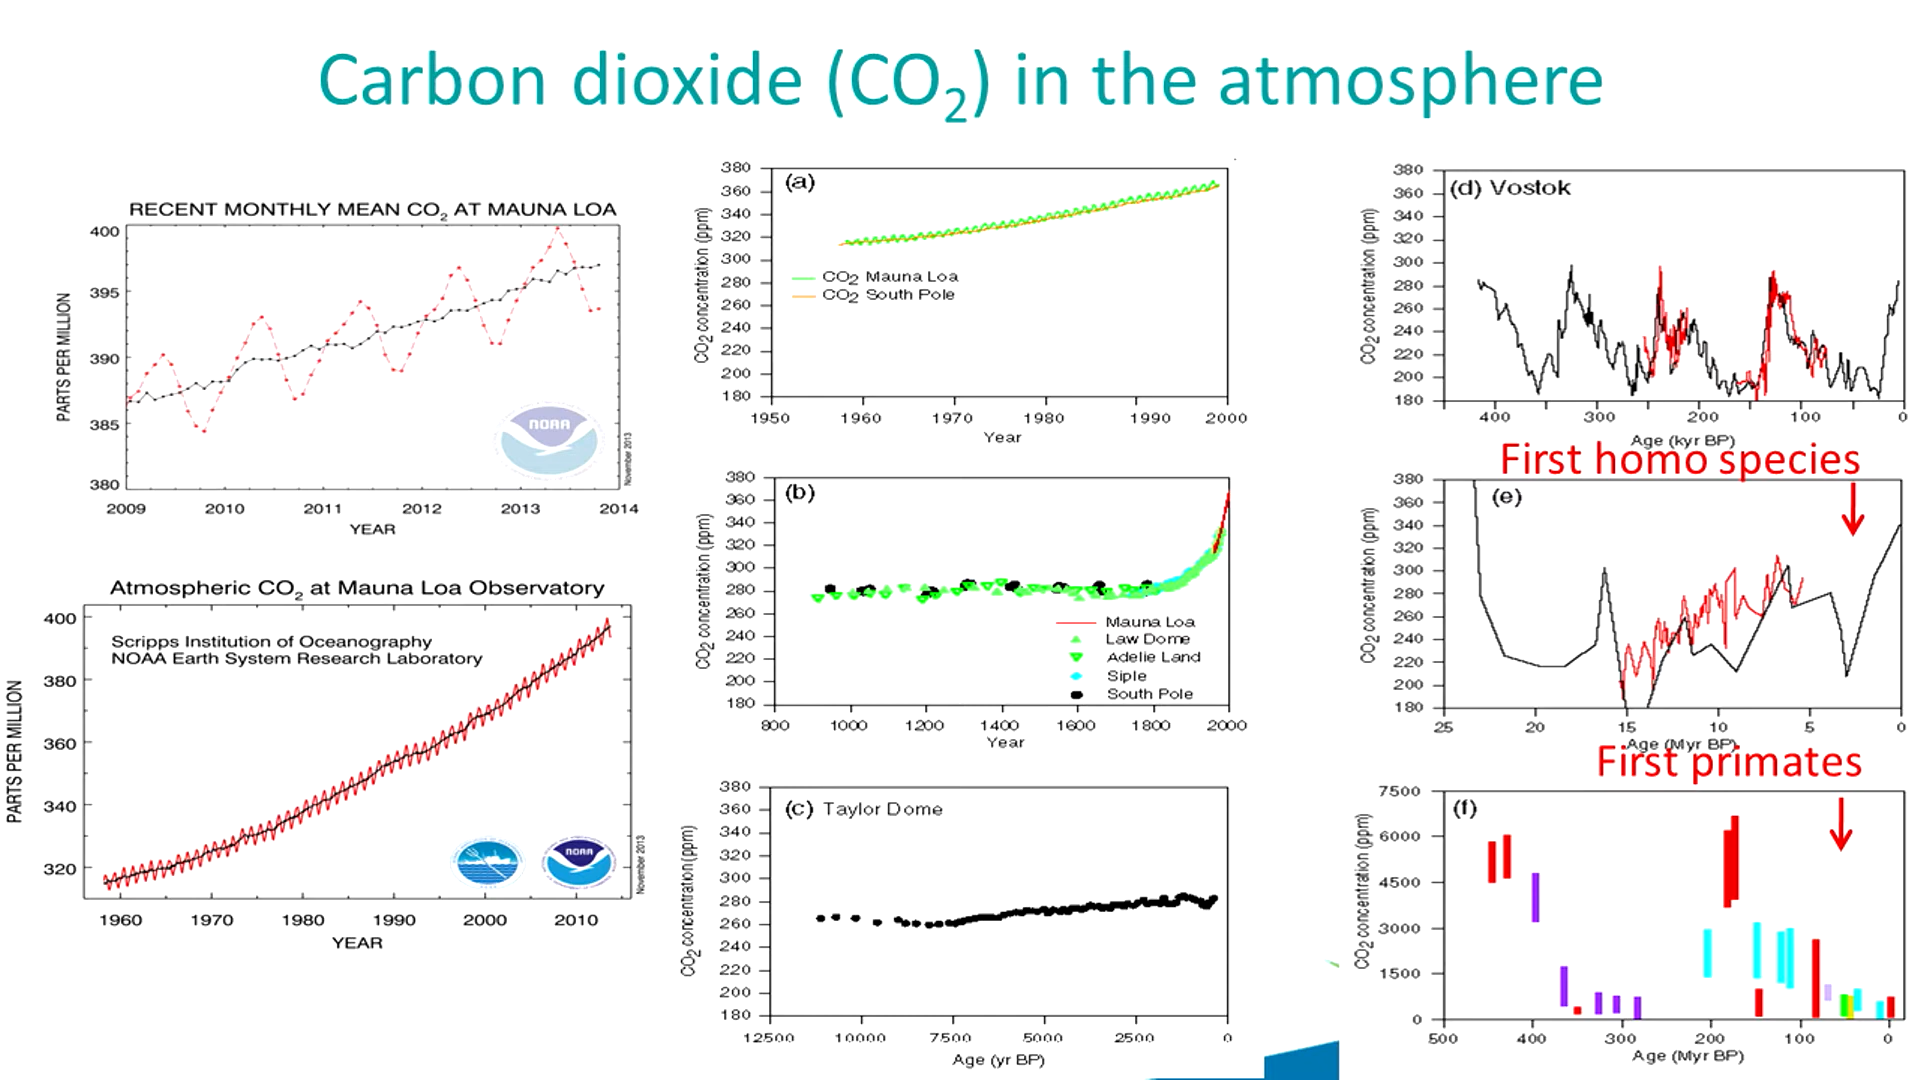 Carbon dioxide (CO2) in the atmosphere
RECENT MONTHLY MEAN CO2 AT MAUNA LOA
PARTS PER MILLION
400
395
390
385
380
2009 2010 2011 2012 2013 2014
YEAR
NOAA
November 2013
Atmospheric CO2 at Mauna Loa Observatory
Scripps Institution of Oceanography
NOAA Earth System Research Laboratory
PARTS PER MILLION
400
380
360
340
320
1960 1970 1980 1990 2000 2010
YEAR
NOAA
November 2013
(a)
CO2 concentration (ppm)
380
360
340
320
300
280
260
240
220
200
180
CO2 Mauna Loa
CO2 South Pole
1950 1960 1970 1980 1990 2000
Year
(b)
CO2 concentration (ppm)
380
360
340
320
300
280
260
240
220
200
180
Mauna Loa
Law Dome
Adelie Land
Siple
South Pole
800 1000 1200 1400 1600 1800 2000
Year
(c) Taylor Dome
CO2 concentration (ppm)
380
360
340
320
300
280
260
240
220
200
180
12500 10000 7500 5000 2500 0
Age (yr BP)
(d) Vostok
CO2 concentration (ppm)
380
360
340
320
300
280
260
240
220
200
180
400 300 200 100 0
Age (kyr BP)
First homo species
(e)
CO2 concentration (ppm)
380
360
340
320
300
280
260
240
220
200
180
25 20 15 10 5 0
Age (Myr BP)
First primates
(f)
CO2 concentration (ppm)
7500
6000
4500
3000
1500
0
500 400 300 200 100 0
Age (Myr BP)